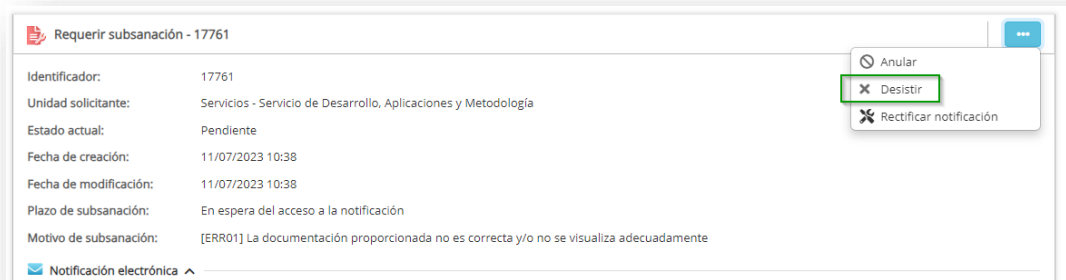 Requerir subsanación - 17761
Anular
Identificador: 17761
Desistir
Unidad solicitante: Servicios - Servicio de Desarrollo, Aplicaciones y Metodología
Rectificar notificación
Estado actual: Pendiente
Fecha de creación: 11/07/2023 10:38
Fecha de modificación: 11/07/2023 10:38
Plazo de subsanación: En espera del acceso a la notificación
Motivo de subsanación: [ERR01] La documentación proporcionada no es correcta y/o no se visualiza adecuadamente
Notificación electrónica